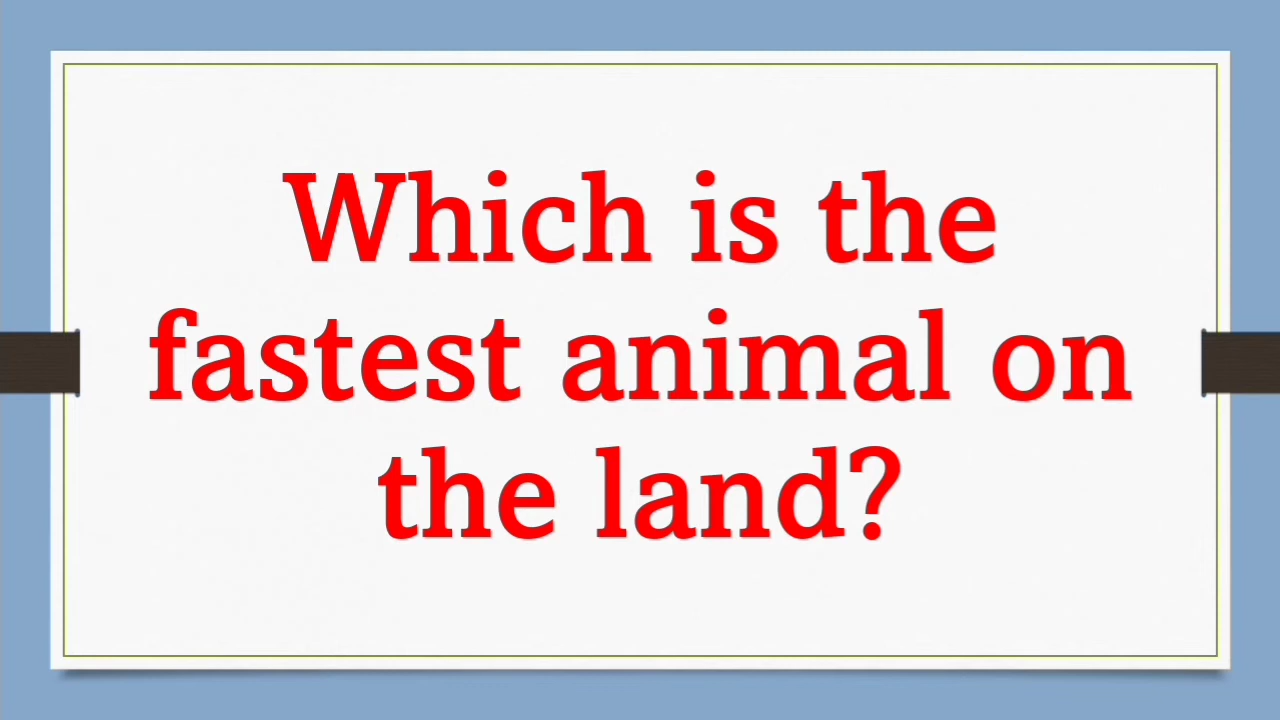 Which is the
fastest animal on
the land?